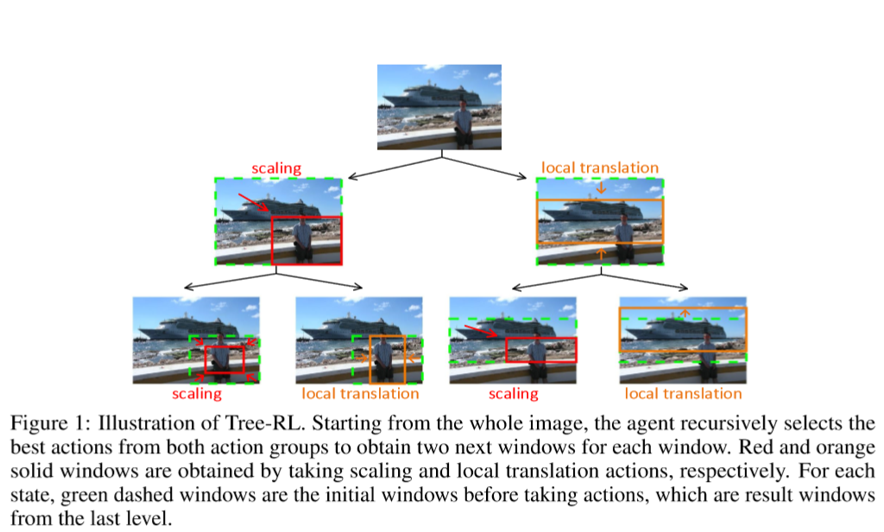 scaling
local translation
scaling
local translation
scaling
local translation
Figure 1: Illustration of Tree-RL. Starting from the whole image, the agent recursively selects the
best actions from both action groups to obtain two next windows for each window. Red and orange
solid windows are obtained by taking scaling and local translation actions, respectively. For each
state, green dashed windows are the initial windows before taking actions, which are result windows
from the last level.